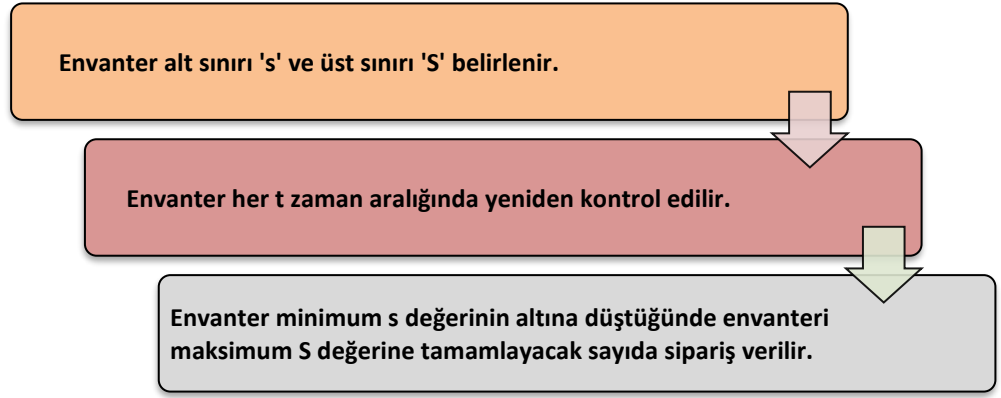 Envanter alt sınırı 's' ve üst sınırı 'S' belirlenir.
Envanter her t zaman aralığında yeniden kontrol edilir.
Envanter minimum s değerinin altına düştüğünde envanteri
maksimum S değerine tamamlayacak sayıda sipariş verilir.